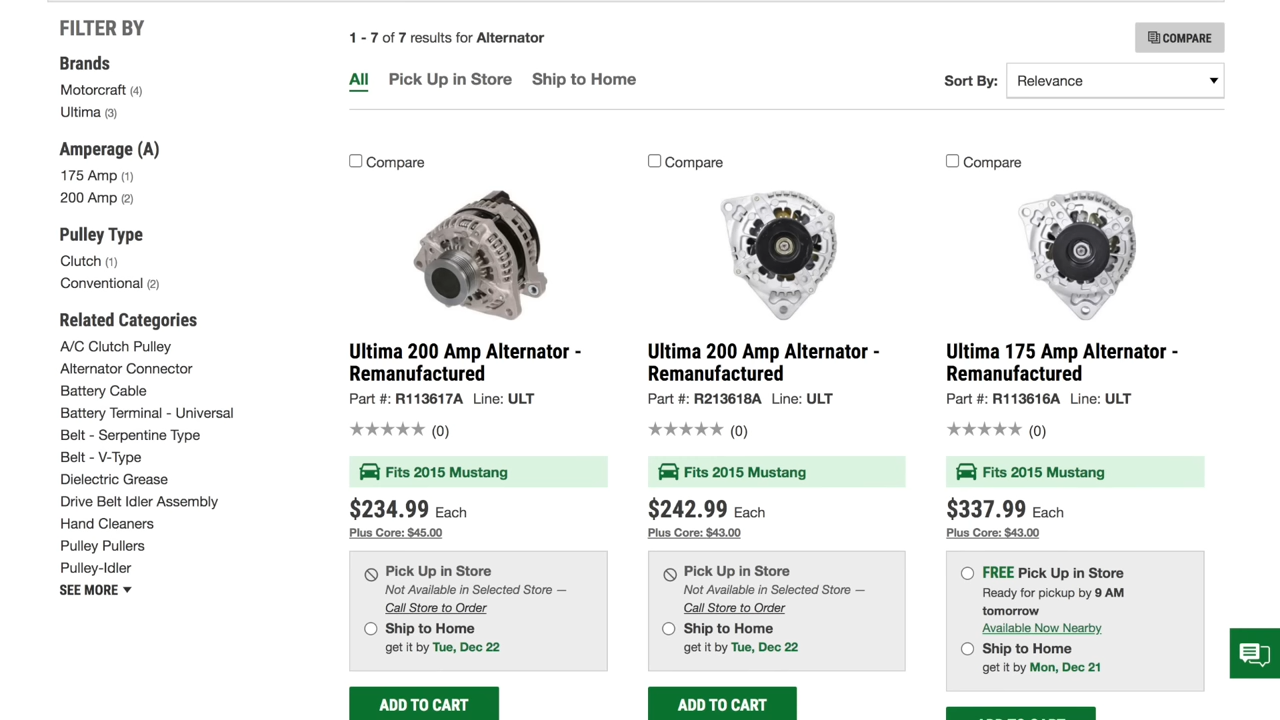 FILTER BY
Brands
Motorcraft (4)
Ultima (3)
Amperage (A)
175 Amp (1)
200 Amp (2)
Pulley Type
Clutch (1)
Conventional (2)
Related Categories
A/C Clutch Pulley
Alternator Connector
Battery Cable
Battery Terminal - Universal
Belt - Serpentine Type
Belt - V-Type
Dielectric Grease
Drive Belt Idler Assembly
Hand Cleaners
Pulley Pullers
Pulley-Idler
SEE MORE
1 - 7 of 7 results for Alternator
COMPARE
All Pick Up in Store Ship to Home
Sort By: Relevance
Compare
Ultima 200 Amp Alternator -
Remanufactured
Part #: R113617A Line: ULT
(0)
Fits 2015 Mustang
$234.99 Each
Plus Core: $45.00
Pick Up in Store
Not Available in Selected Store —
Call Store to Order
Ship to Home
get it by Tue, Dec 22
ADD TO CART
Compare
Ultima 200 Amp Alternator -
Remanufactured
Part #: R213618A Line: ULT
(0)
Fits 2015 Mustang
$242.99 Each
Plus Core: $43.00
Pick Up in Store
Not Available in Selected Store —
Call Store to Order
Ship to Home
get it by Tue, Dec 22
ADD TO CART
Compare
Ultima 175 Amp Alternator -
Remanufactured
Part #: R113616A Line: ULT
(0)
Fits 2015 Mustang
$337.99 Each
Plus Core: $43.00
FREE Pick Up in Store
Ready for pickup by 9 AM
tomorrow
Available Now Nearby
Ship to Home
get it by Mon, Dec 21